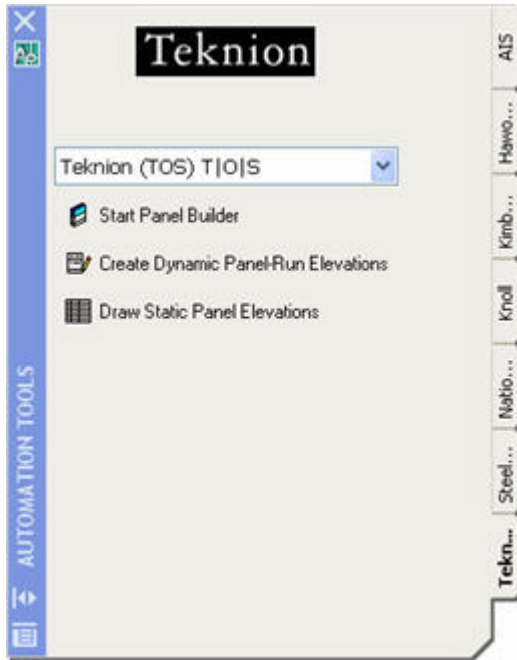 Teknion
Teknion (TOS) T|O|S
Start Panel Builder
Create Dynamic Panel-Run Elevations
Draw Static Panel Elevations
AUTOMATION TOOLS
AIS
Hawo...
Kimb...
Knoll
Natio...
Steel...
Tekn...